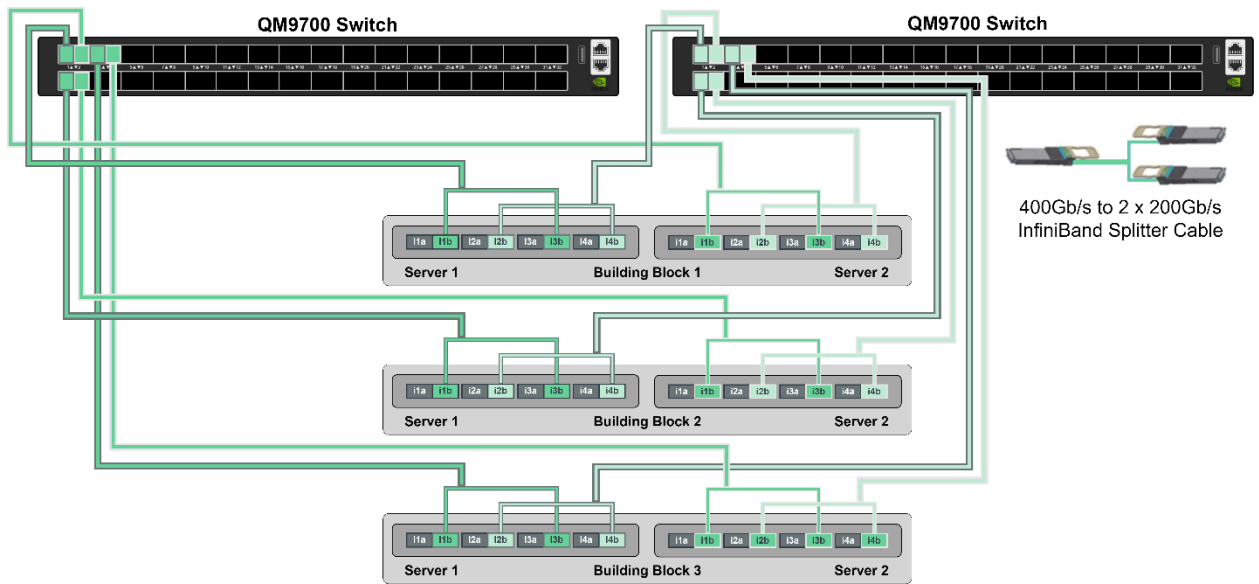 QM9700 Switch
QM9700 Switch
400Gb/s to 2 x 200Gb/s
InfiniBand Splitter Cable
i1a i1b i2a i2b i3a i3b i4a i4b
i1a i1b i2a i2b i3a i3b i4a i4b
Server 1 Building Block 1 Server 2
i1a i1b i2a i2b i3a i3b i4a i4b
i1a i1b i2a i2b i3a i3b i4a i4b
Server 1 Building Block 2 Server 2
i1a i1b i2a i2b i3a i3b i4a i4b
i1a i1b i2a i2b i3a i3b i4a i4b
Server 1 Building Block 3 Server 2